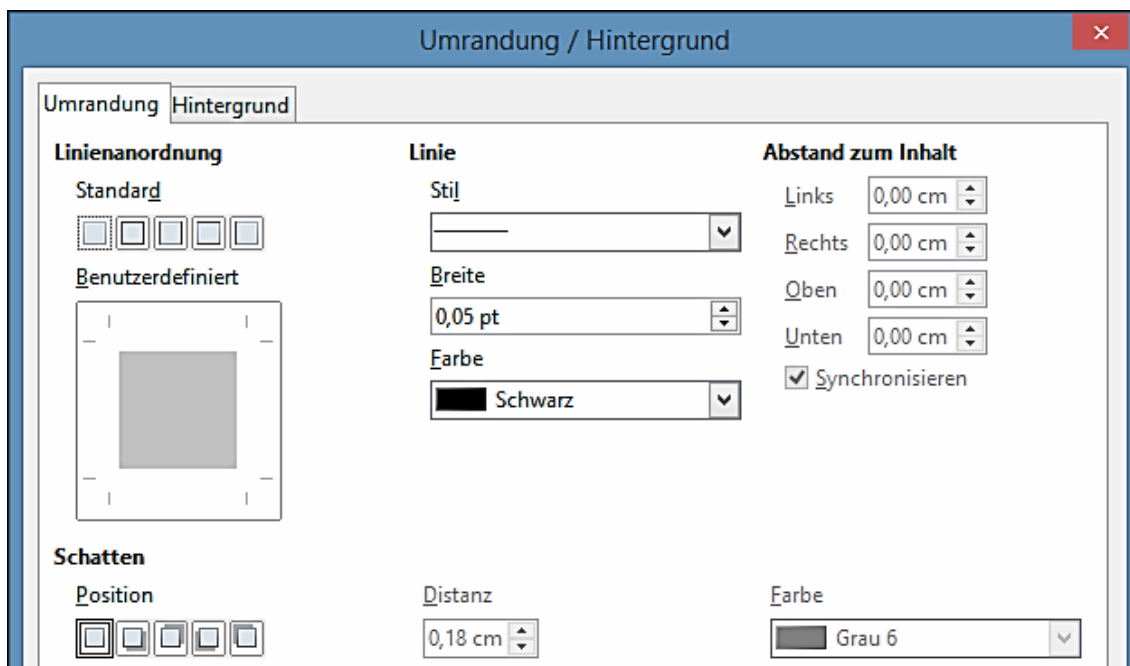 Umrandung / Hintergrund
Umrandung Hintergrund
Linienanordnung
Standard
Benutzerdefiniert
Linie
Stil
Breite
0,05 pt
Farbe
Schwarz
Abstand zum Inhalt
Links 0,00 cm
Rechts 0,00 cm
Oben 0,00 cm
Unten 0,00 cm
Synchronisieren
Schatten
Position
Distanz
0,18 cm
Farbe
Grau 6